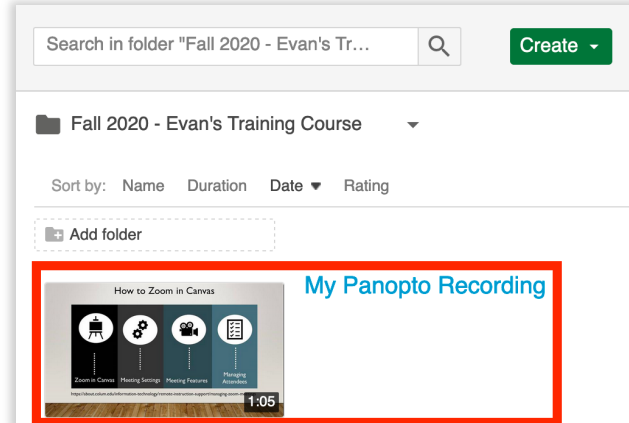 Search in folder "Fall 2020 - Evan's Tr…
Create
Fall 2020 - Evan's Training Course
Sort by: Name Duration Date Rating
Add folder
My Panopto Recording
How to Zoom in Canvas
Zoom in Canvas Meeting Settings Meeting Features Managing Attendees
1:05